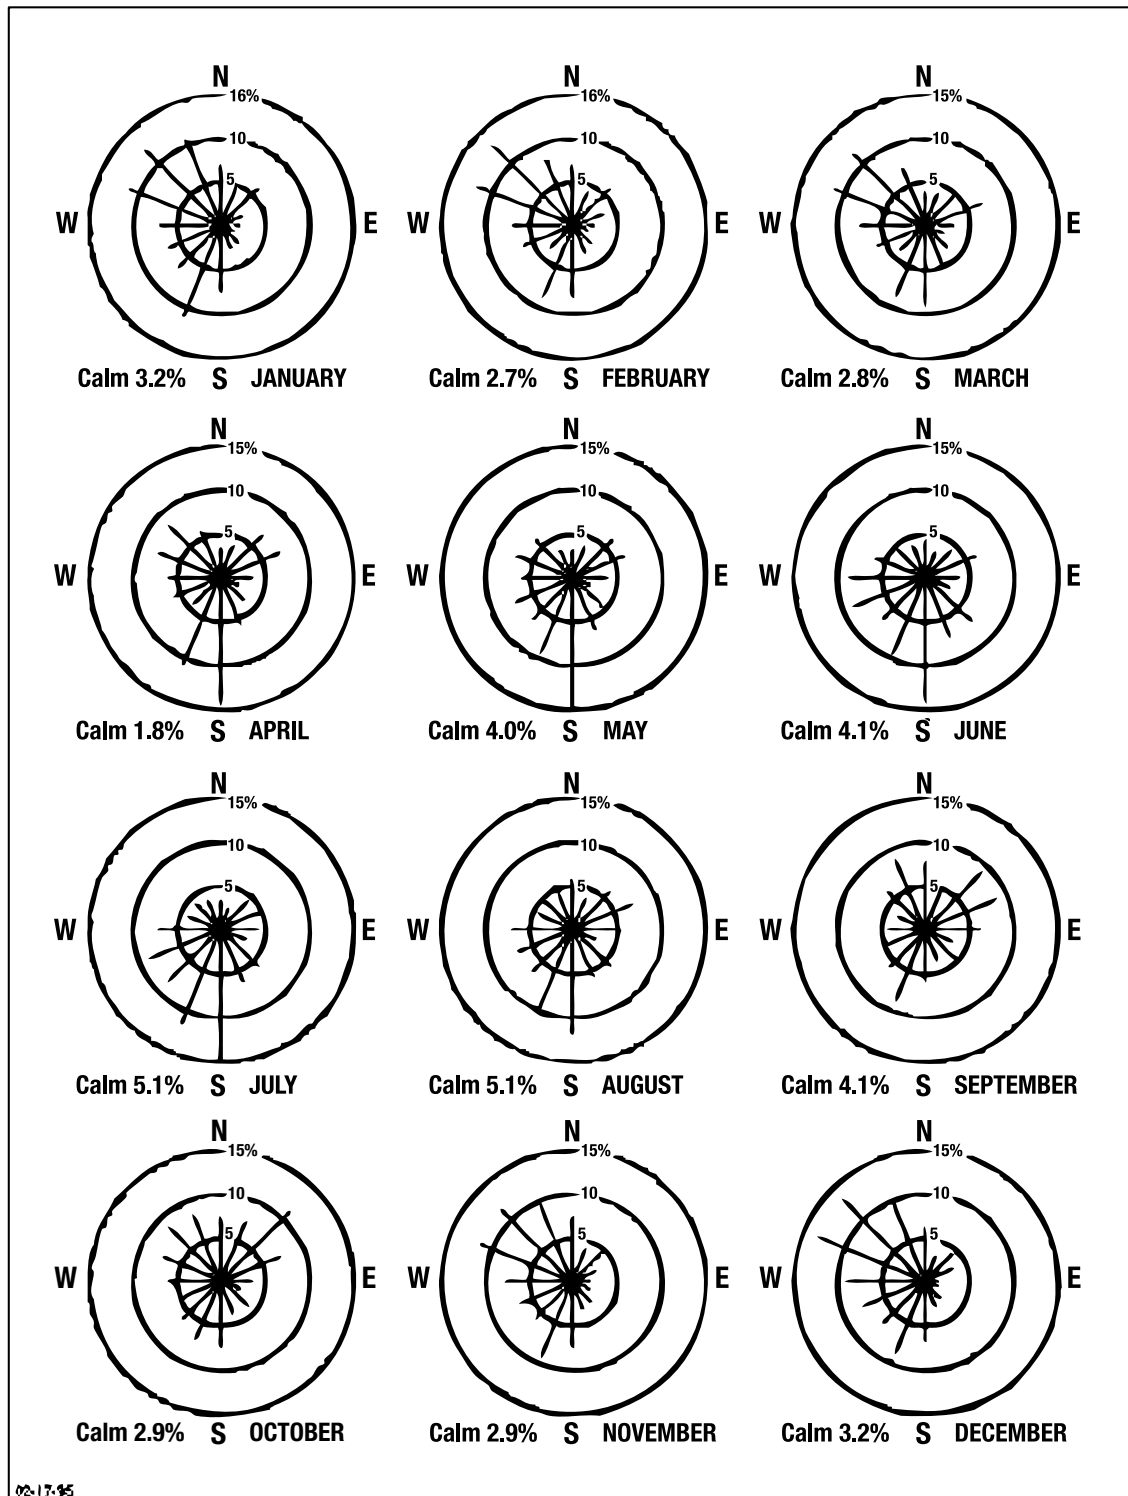 N
16%
10
5
W E
Calm 3.2% S JANUARY
N
16%
10
5
W E
Calm 2.7% S FEBRUARY
N
15%
10
5
W E
Calm 2.8% S MARCH
N
15%
10
5
W E
Calm 1.8% S APRIL
N
15%
10
5
W E
Calm 4.0% S MAY
N
15%
10
5
W E
Calm 4.1% S JUNE
N
15%
10
5
W E
Calm 5.1% S JULY
N
15%
10
5
W E
Calm 5.1% S AUGUST
N
15%
10
5
W E
Calm 4.1% S SEPTEMBER
N
15%
10
5
W E
Calm 2.9% S OCTOBER
N
15%
10
5
W E
Calm 2.9% S NOVEMBER
N
15%
10
5
W E
Calm 3.2% S DECEMBER